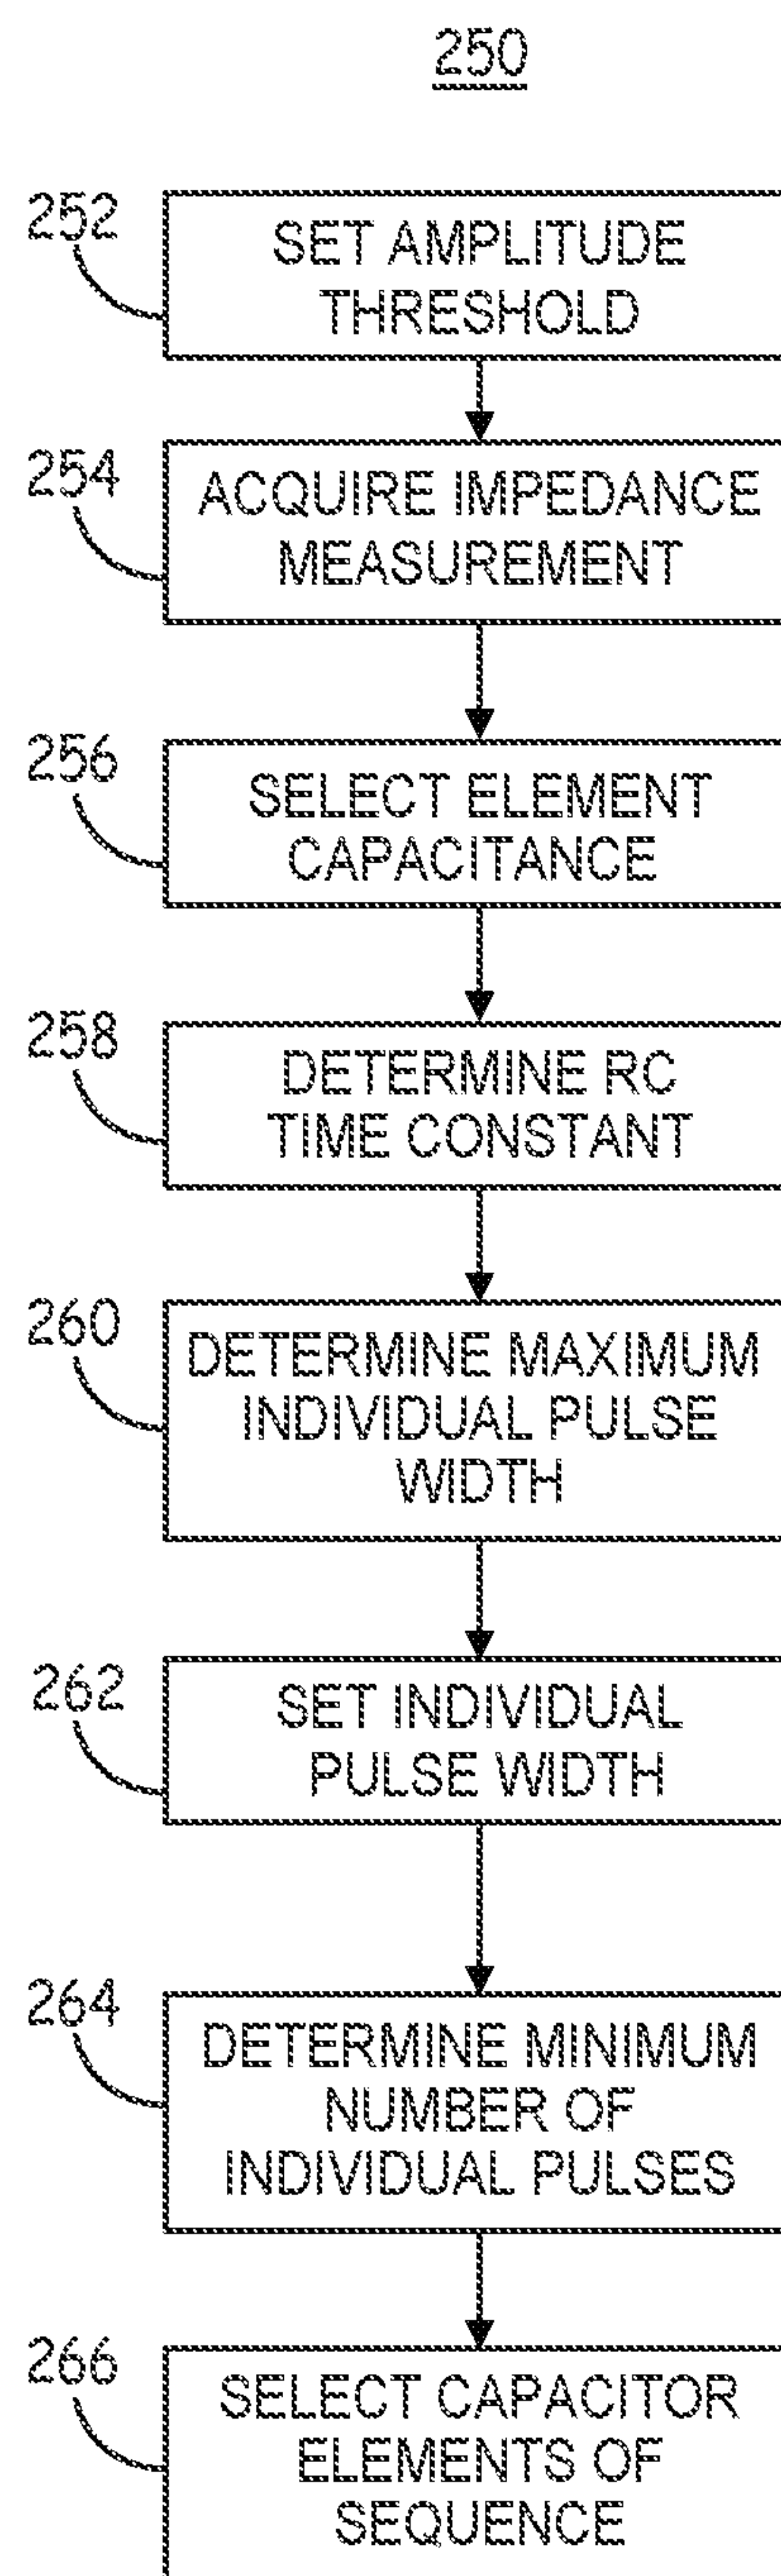 250
252
SET AMPLITUDE
THRESHOLD
254
ACQUIRE IMPEDANCE
MEASUREMENT
256
SELECT ELEMENT
CAPACITANCE
258
DETERMINE RC
TIME CONSTANT
260
DETERMINE MAXIMUM
INDIVIDUAL PULSE
WIDTH
262
SET INDIVIDUAL
PULSE WIDTH
264
DETERMINE MINIMUM
NUMBER OF
INDIVIDUAL PULSES
266
SELECT CAPACITOR
ELEMENTS OF
SEQUENCE